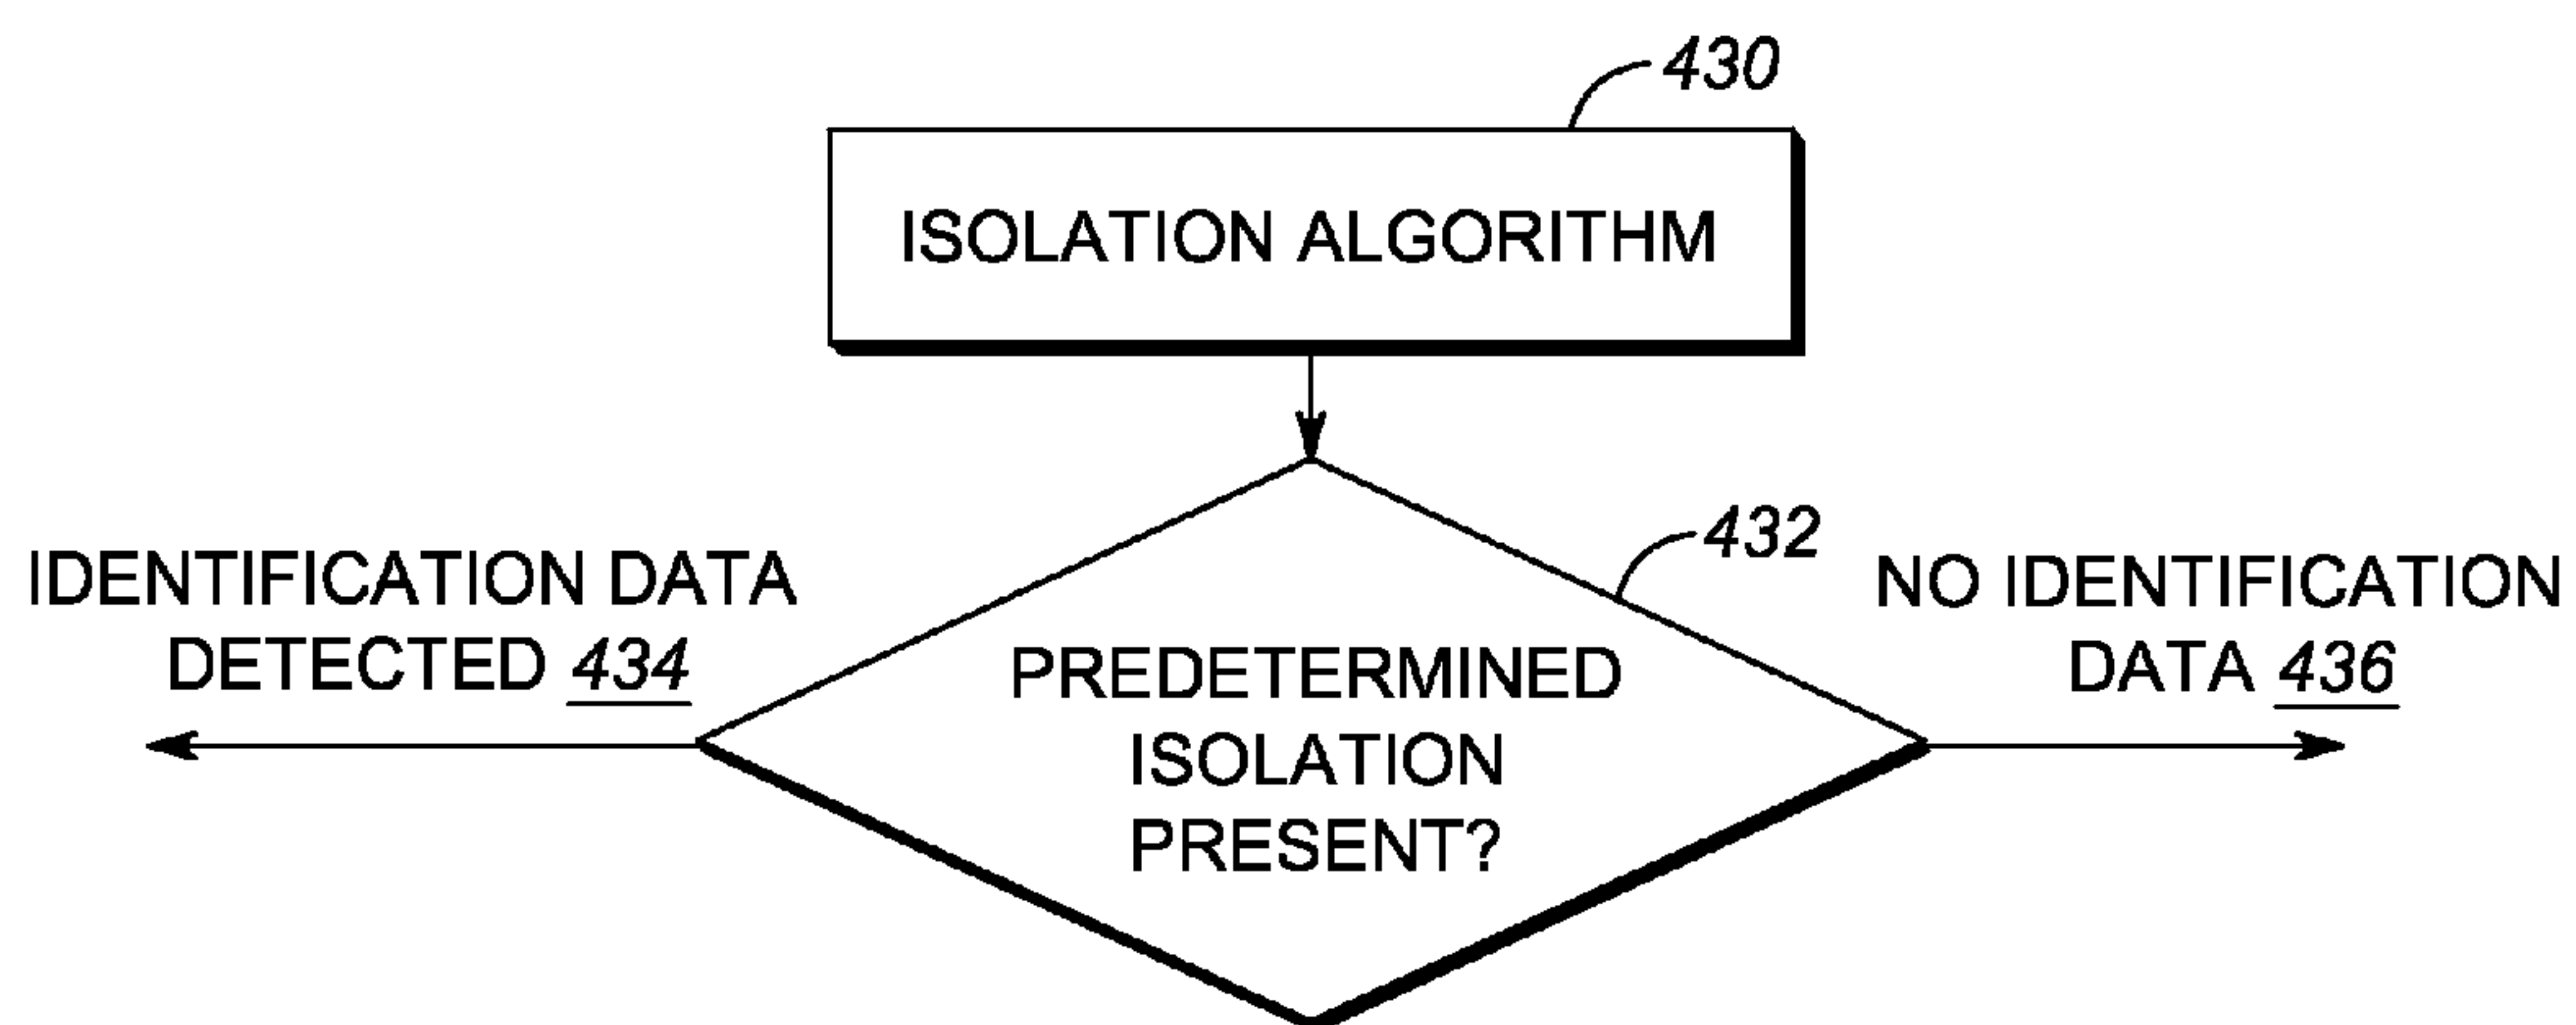 430
ISOLATION ALGORITHM
432
IDENTIFICATION DATA
DETECTED 434
NO IDENTIFICATION
DATA 436
PREDETERMINED
ISOLATION
PRESENT?